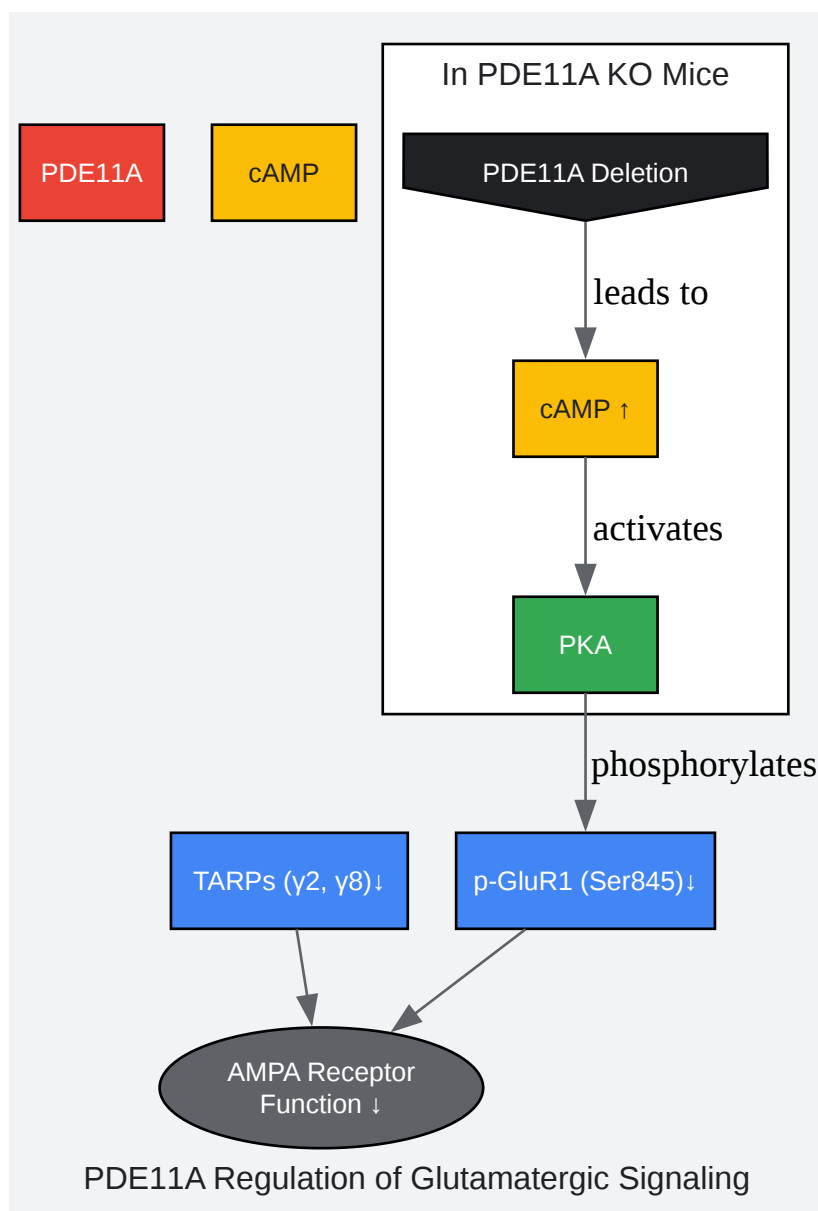 In PDE11A KO Mice
PDE11A
cAMP
PDE11A Deletion
leads to
cAMP ↑
activates
PKA
phosphorylates
TARPs (γ2, γ8)↓
p-GluR1 (Ser845)↓
AMPA Receptor
Function ↓
PDE11A Regulation of Glutamatergic Signaling